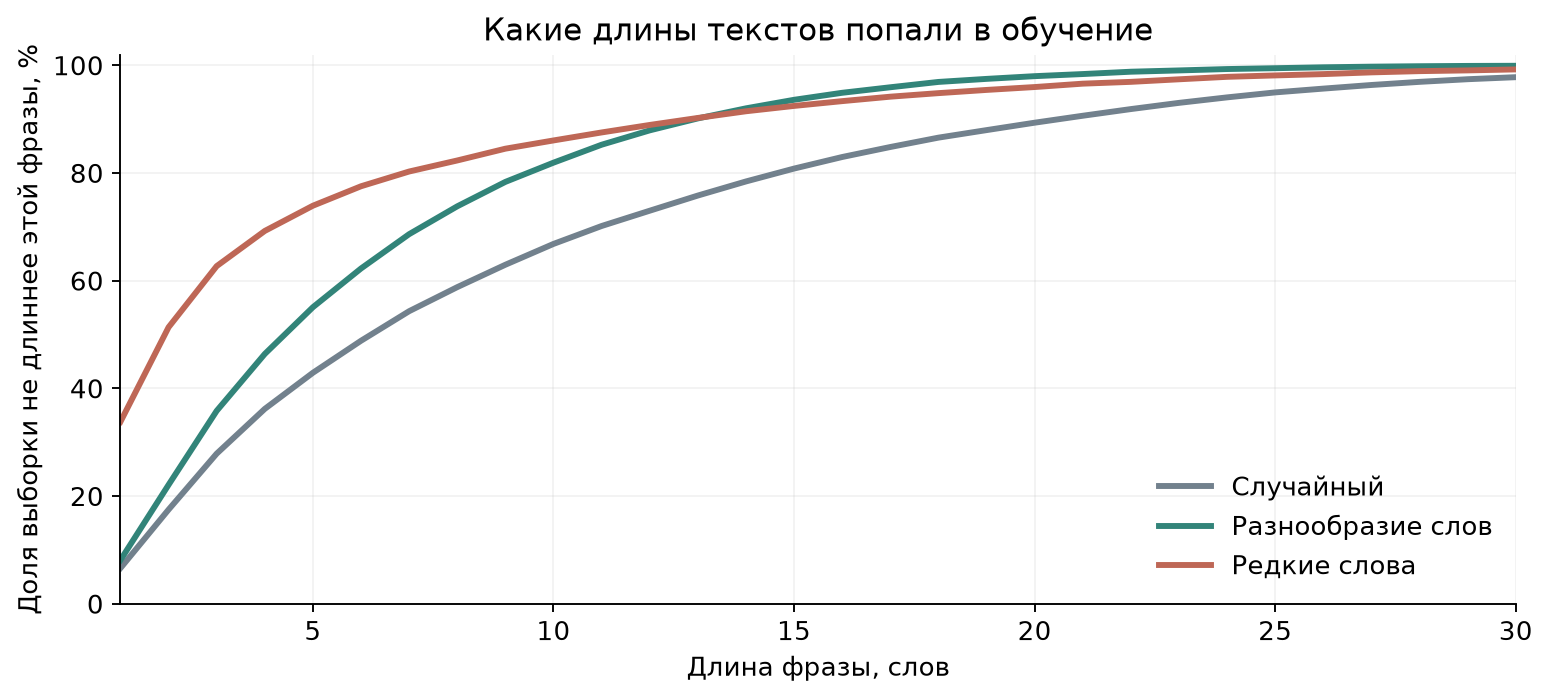 Какие длины текстов попали в обучение
Доля выборки не длиннее этой фразы, %
100
80
60
40
20
0
5
10
15
20
25
30
Длина фразы, слов
Случайный
Разнообразие слов
Редкие слова